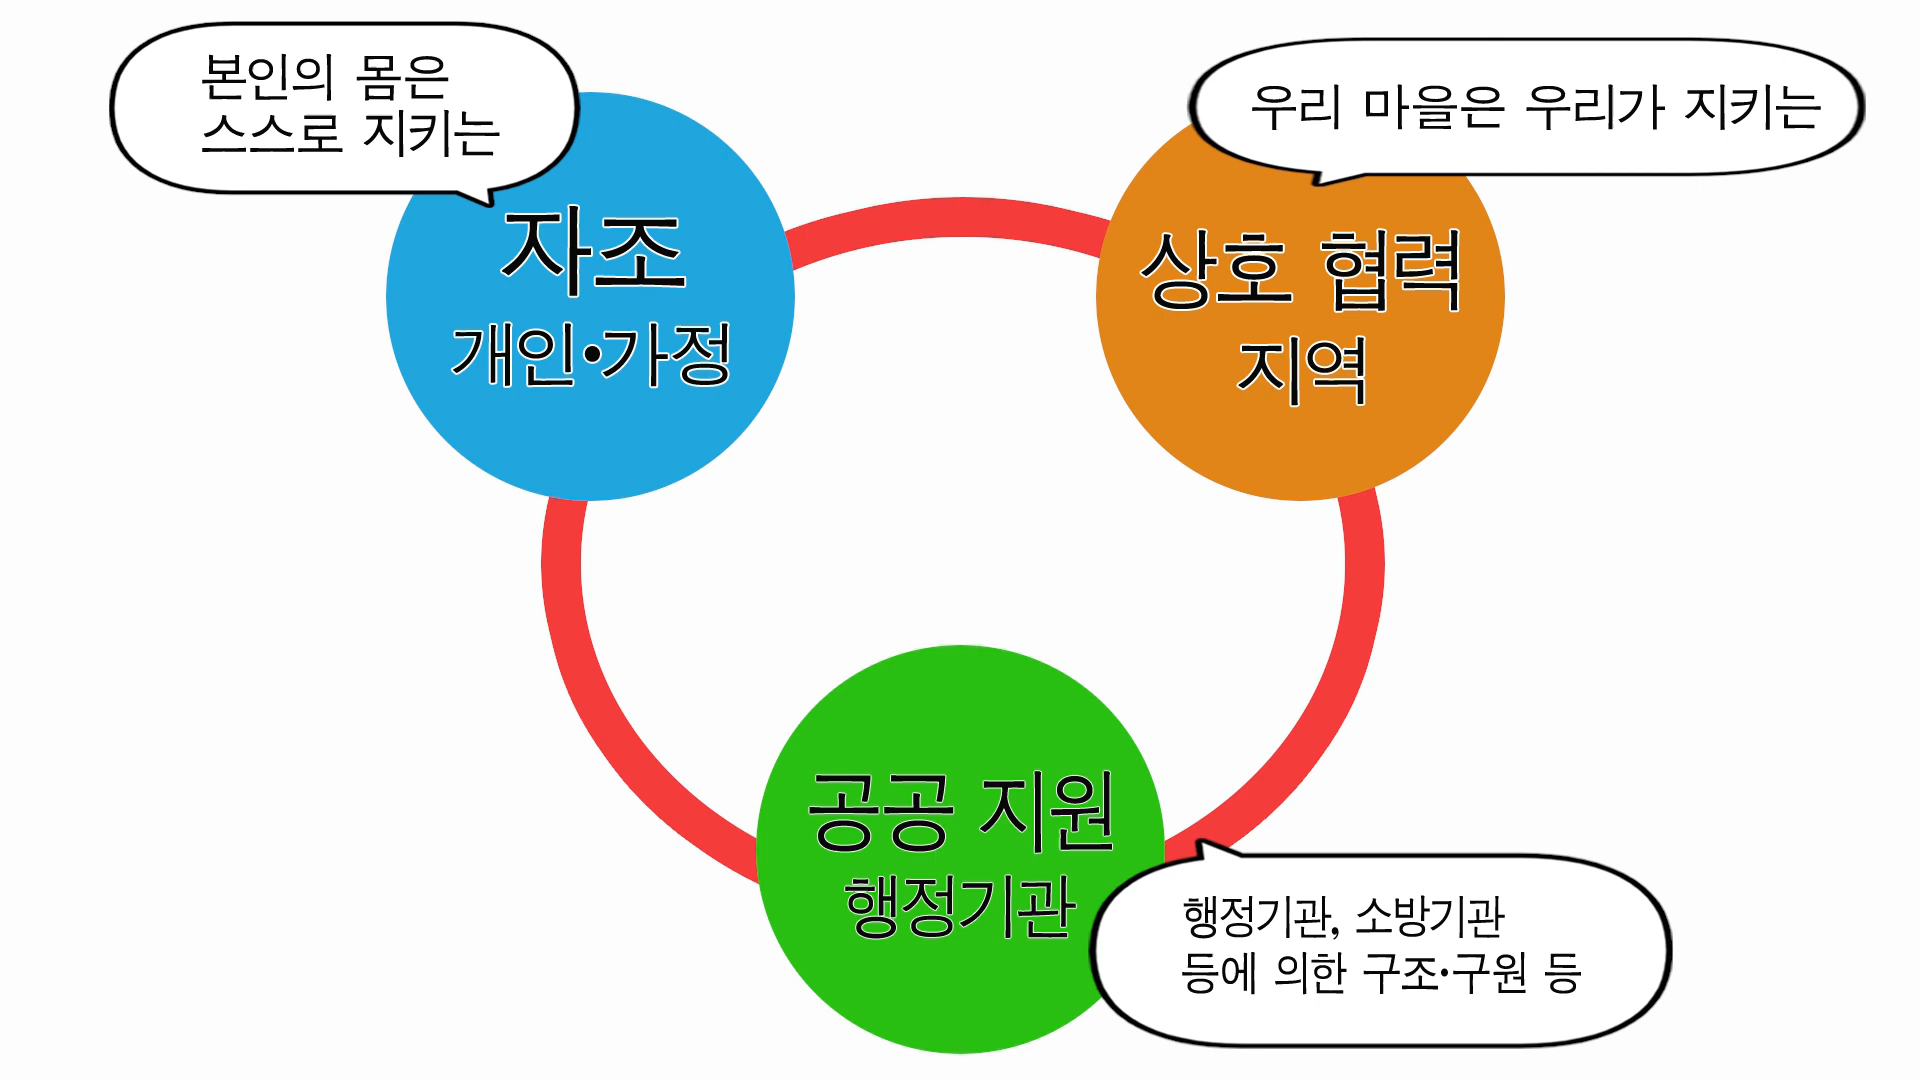 본인의 몸은
스스로 지키는
자조
개인•가정
우리 마을은 우리가 지키는
상호 협력
지역
공공 지원
행정기관
행정기관, 소방기관
등에 의한 구조•구원 등